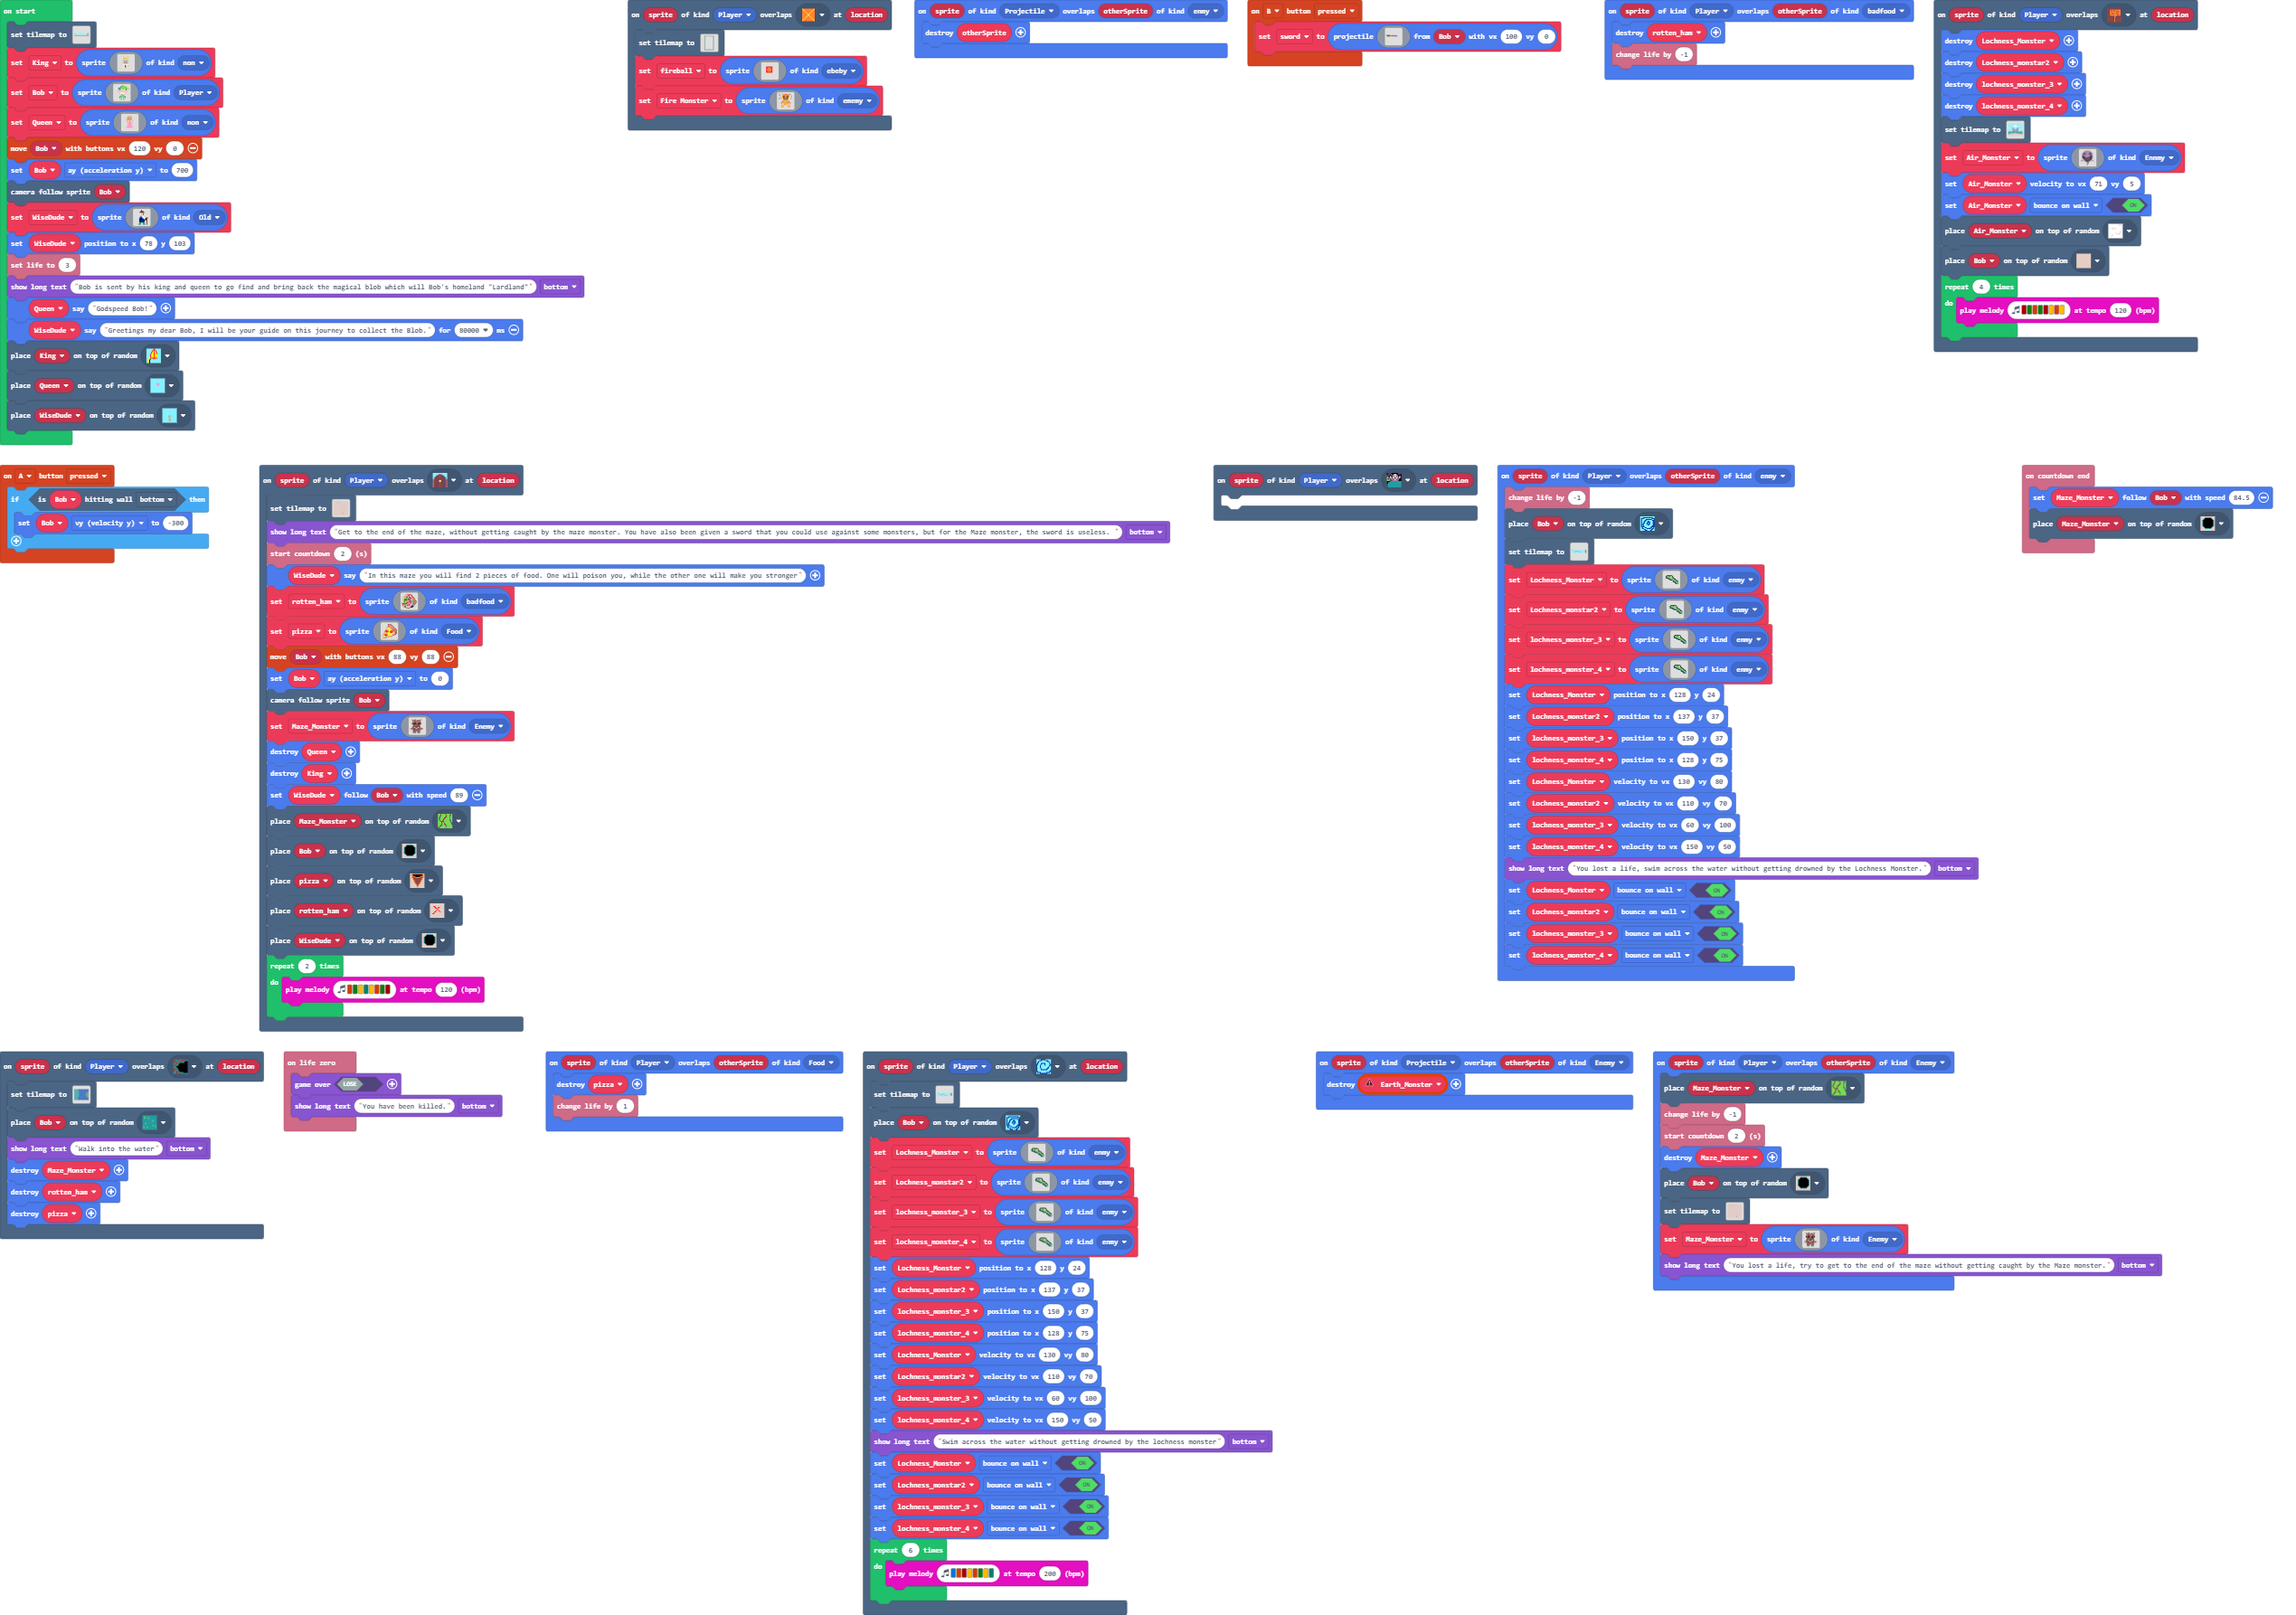 on start
set tilemap to
set King to sprite of kind non
set Bob to sprite of kind Player
set Queen to sprite of kind non
move Bob with buttons vx 120 vy 0
set Bob ay (acceleration y) to 700
camera follow sprite Bob
set WiseDude to sprite of kind Old
set WiseDude position to x 78 y 103
set life to 3
show long text "Bob is sent by his king and queen to go find and bring back the magical blob which will Bob's homeland "Lardland"" bottom
Queen say "Godspeed Bob!"
WiseDude say "Greetings my dear Bob, I will be your guide on this journey to collect the Blob." for 80000 ms
place King on top of random
place Queen on top of random
place WiseDude on top of random
on sprite of kind Player overlaps at location
set tilemap to
set fireball to sprite of kind ebeby
set Fire Monster to sprite of kind ememy
on sprite of kind Projectile overlaps otherSprite of kind enmy
destroy otherSprite
on B button pressed
set sword to projectile from Bob with vx 100 vy 0
on sprite of kind Player overlaps otherSprite of kind badfood
destroy rotten_ham
change life by -1
on sprite of kind Player overlaps at location
destroy Lochness_Monster
destroy Lochness_monstar2
destroy lochness_monster_3
destroy lochness_monster_4
set tilemap to
set Air_Monster to sprite of kind Enmmy
set Air_Monster velocity to vx 71 vy 5
set Air_Monster bounce on wall ON
place Air_Monster on top of random
place Bob on top of random
repeat 4 times
do play melody at tempo 120 (bpm)
on A button pressed
if is Bob hitting wall bottom then
set Bob vy (velocity y) to -300
on sprite of kind Player overlaps at location
set tilemap to
show long text "Get to the end of the maze, without getting caught by the maze monster. You have also been given a sword that you could use against some monsters, but for the Maze monster, the sword is useless. " bottom
start countdown 2 (s)
WiseDude say "In this maze you will find 2 pieces of food. One will poison you, while the other one will make you stronger"
set rotten_ham to sprite of kind badfood
set pizza to sprite of kind Food
move Bob with buttons vx 88 vy 88
set Bob ay (acceleration y) to 0
camera follow sprite Bob
set Maze_Monster to sprite of kind Enemy
destroy Queen
destroy King
set WiseDude follow Bob with speed 89
place Maze_Monster on top of random
place Bob on top of random
place pizza on top of random
place rotten_ham on top of random
place WiseDude on top of random
repeat 2 times
do play melody at tempo 120 (bpm)
on sprite of kind Player overlaps at location
on sprite of kind Player overlaps otherSprite of kind enmy
change life by -1
place Bob on top of random
set tilemap to
set Lochness_Monster to sprite of kind enmy
set Lochness_monstar2 to sprite of kind enmy
set lochness_monster_3 to sprite of kind enmy
set lochness_monster_4 to sprite of kind enmy
set Lochness_Monster position to x 128 y 24
set Lochness_monstar2 position to x 137 y 37
set lochness_monster_3 position to x 150 y 37
set lochness_monster_4 position to x 128 y 75
set Lochness_Monster velocity to vx 130 vy 80
set Lochness_monstar2 velocity to vx 110 vy 70
set lochness_monster_3 velocity to vx 60 vy 100
set lochness_monster_4 velocity to vx 150 vy 50
show long text "You lost a life, swim across the water without getting drowned by the Lochness Monster." bottom
set Lochness_Monster bounce on wall ON
set Lochness_monstar2 bounce on wall ON
set lochness_monster_3 bounce on wall ON
set lochness_monster_4 bounce on wall ON
on countdown end
set Maze_Monster follow Bob with speed 84.5
place Maze_Monster on top of random
on sprite of kind Player overlaps at location
set tilemap to
place Bob on top of random
show long text "Walk into the water" bottom
destroy Maze_Monster
destroy rotten_ham
destroy pizza
on life zero
game over LOSE
show long text "You have been killed." bottom
on sprite of kind Player overlaps otherSprite of kind Food
destroy pizza
change life by 1
on sprite of kind Player overlaps at location
set tilemap to
place Bob on top of random
set Lochness_Monster to sprite of kind enmy
set Lochness_monstar2 to sprite of kind enmy
set lochness_monster_3 to sprite of kind enmy
set lochness_monster_4 to sprite of kind enmy
set Lochness_Monster position to x 128 y 24
set Lochness_monstar2 position to x 137 y 37
set lochness_monster_3 position to x 150 y 37
set lochness_monster_4 position to x 128 y 75
set Lochness_Monster velocity to vx 130 vy 80
set Lochness_monstar2 velocity to vx 110 vy 70
set lochness_monster_3 velocity to vx 60 vy 100
set lochness_monster_4 velocity to vx 150 vy 50
show long text "Swim across the water without getting drowned by the lochness monster" bottom
set Lochness_Monster bounce on wall ON
set Lochness_monstar2 bounce on wall ON
set lochness_monster_3 bounce on wall ON
set lochness_monster_4 bounce on wall ON
repeat 6 times
do play melody at tempo 200 (bpm)
on sprite of kind Projectile overlaps otherSprite of kind Enemy
destroy Earth_Monster
on sprite of kind Player overlaps otherSprite of kind Enemy
place Maze_Monster on top of random
change life by -1
start countdown 2 (s)
destroy Maze_Monster
place Bob on top of random
set tilemap to
set Maze_Monster to sprite of kind Enemy
show long text "You lost a life, try to get to the end of the maze without getting caught by the Maze monster." bottom